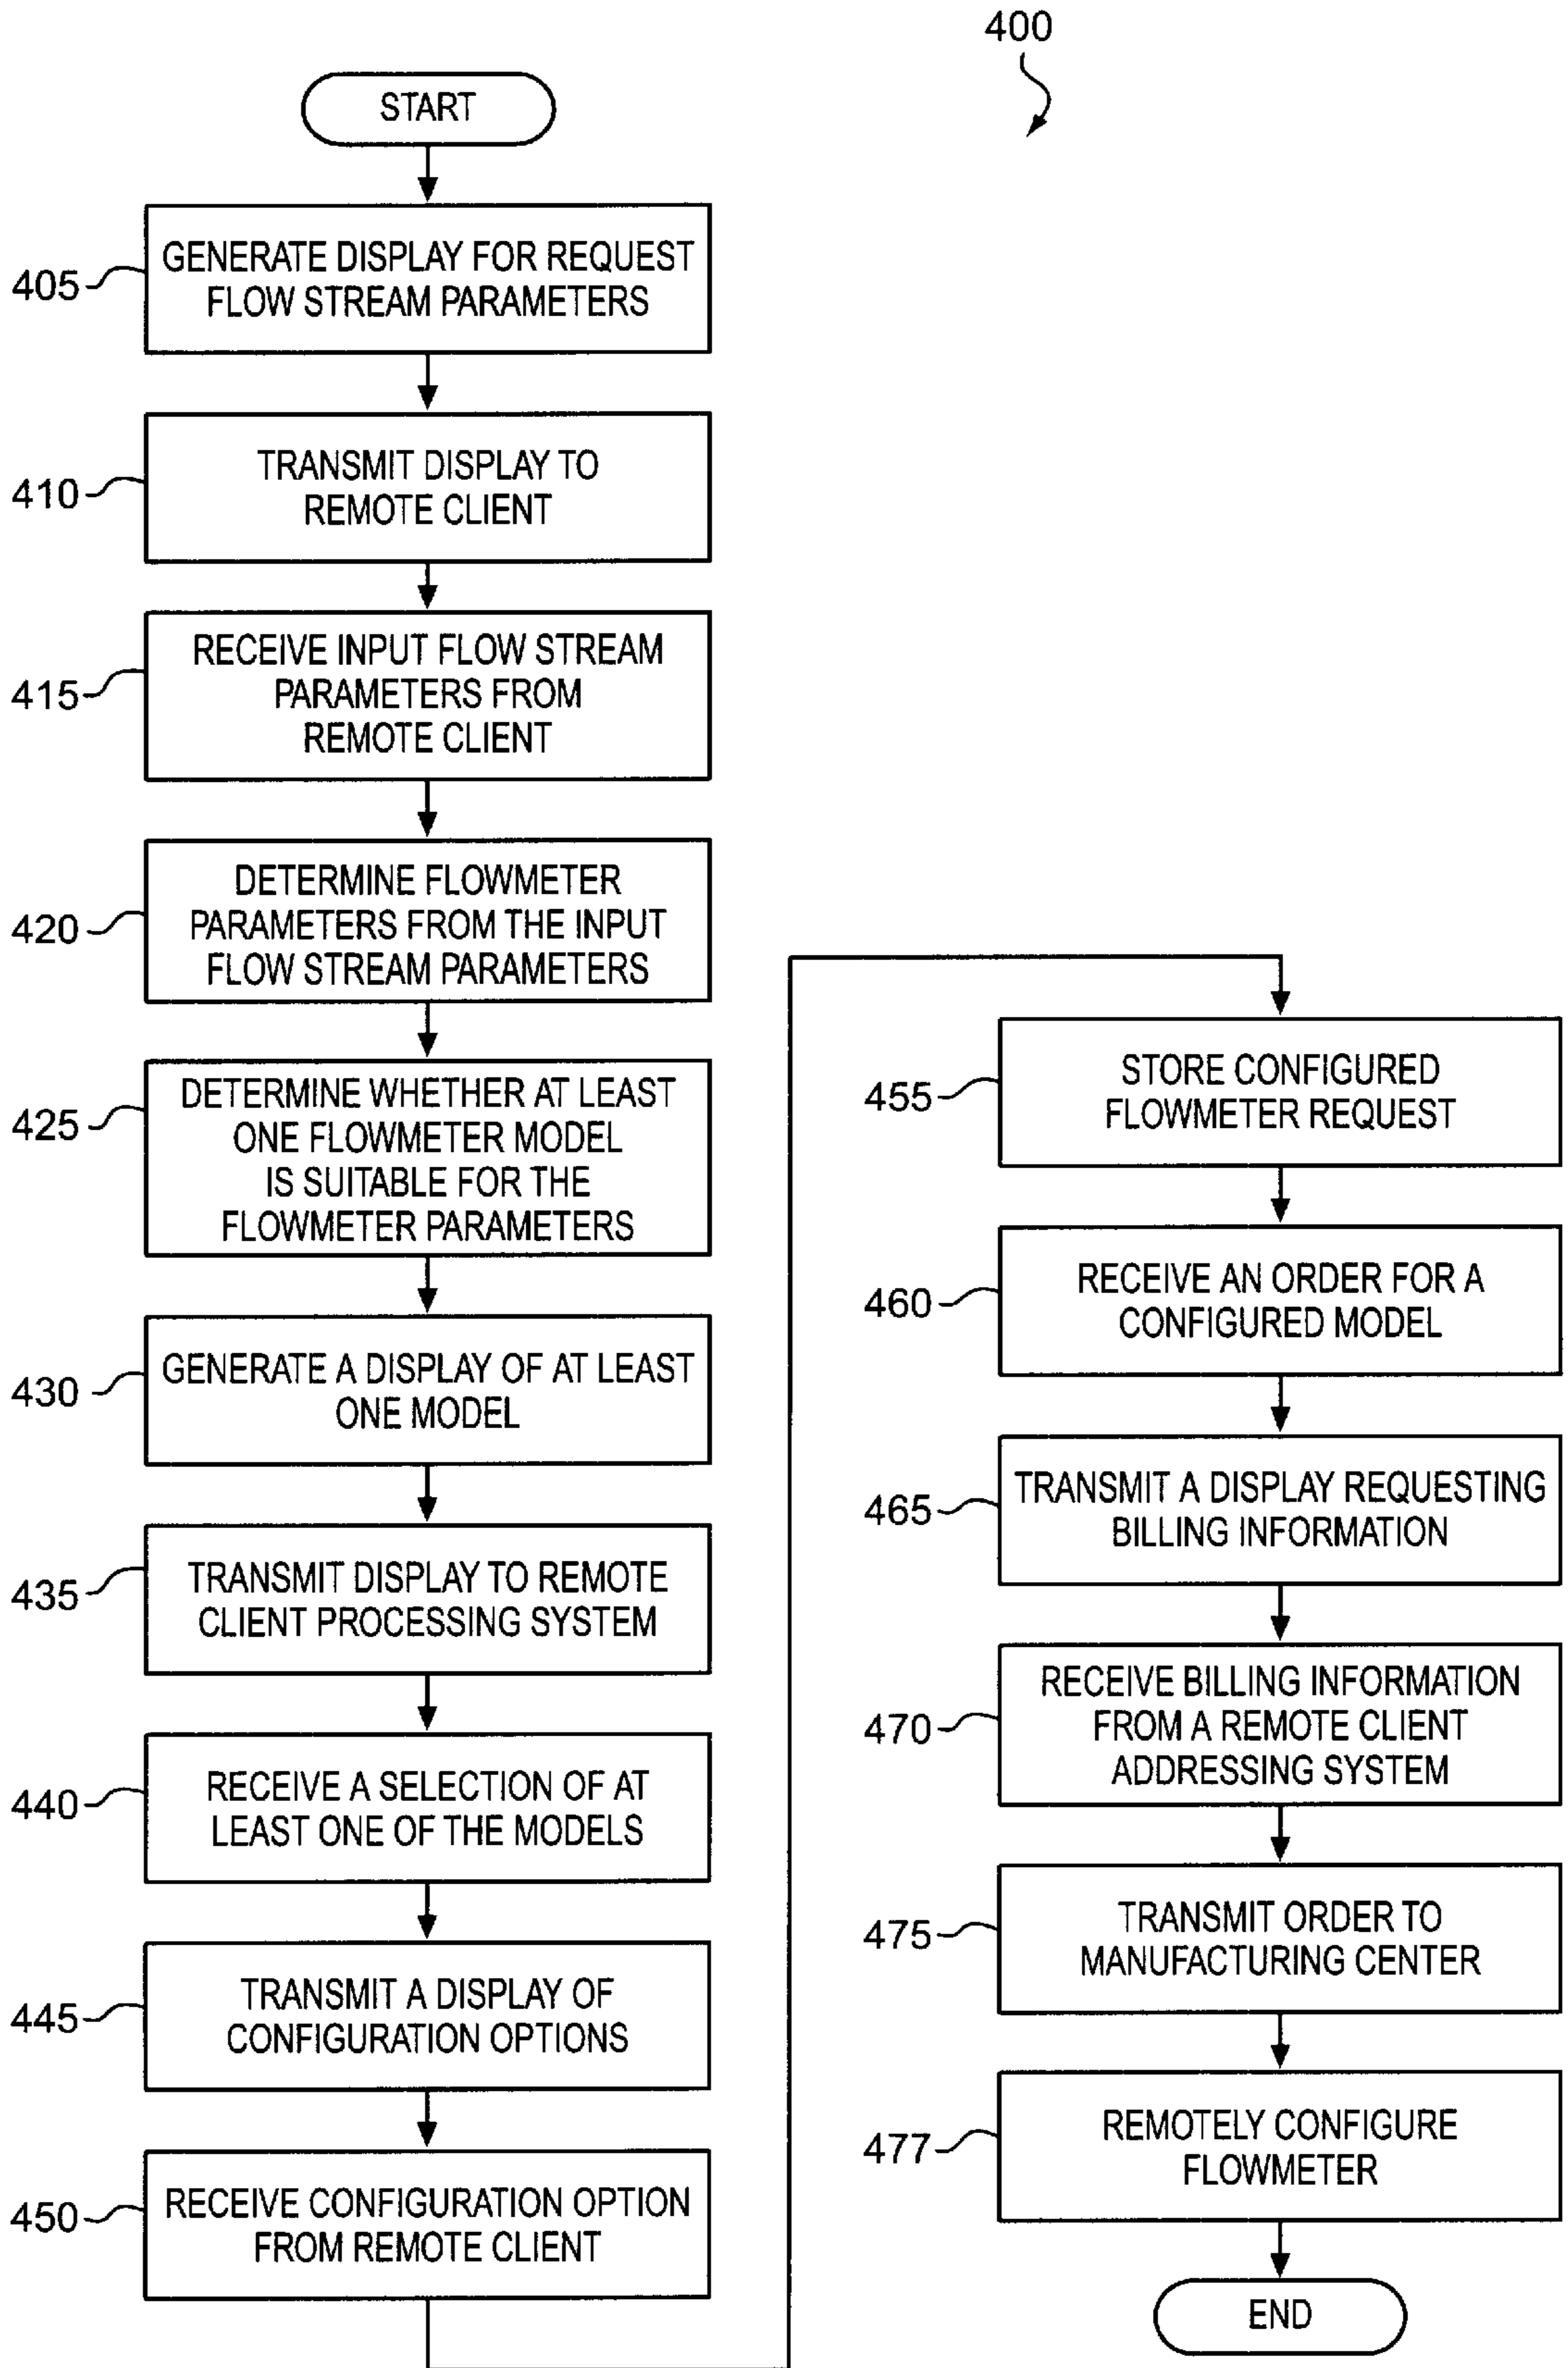 400
START
405
GENERATE DISPLAY FOR REQUEST
FLOW STREAM PARAMETERS
410
TRANSMIT DISPLAY TO
REMOTE CLIENT
415
RECEIVE INPUT FLOW STREAM
PARAMETERS FROM
REMOTE CLIENT
420
DETERMINE FLOWMETER
PARAMETERS FROM THE INPUT
FLOW STREAM PARAMETERS
425
DETERMINE WHETHER AT LEAST
ONE FLOWMETER MODEL
IS SUITABLE FOR THE
FLOWMETER PARAMETERS
430
GENERATE A DISPLAY OF AT LEAST
ONE MODEL
435
TRANSMIT DISPLAY TO REMOTE
CLIENT PROCESSING SYSTEM
440
RECEIVE A SELECTION OF AT
LEAST ONE OF THE MODELS
445
TRANSMIT A DISPLAY OF
CONFIGURATION OPTIONS
450
RECEIVE CONFIGURATION OPTION
FROM REMOTE CLIENT
455
STORE CONFIGURED
FLOWMETER REQUEST
460
RECEIVE AN ORDER FOR A
CONFIGURED MODEL
465
TRANSMIT A DISPLAY REQUESTING
BILLING INFORMATION
470
RECEIVE BILLING INFORMATION
FROM A REMOTE CLIENT
ADDRESSING SYSTEM
475
TRANSMIT ORDER TO
MANUFACTURING CENTER
477
REMOTELY CONFIGURE
FLOWMETER
END